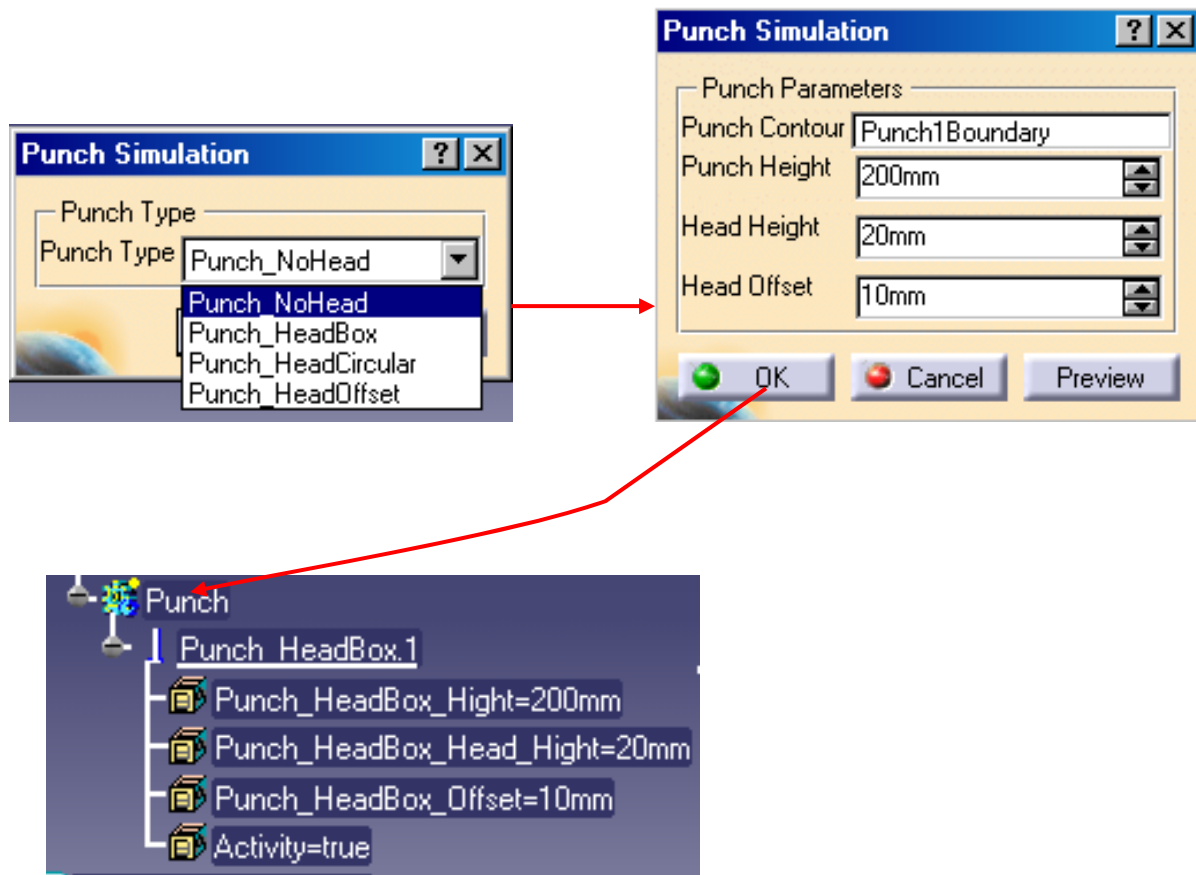 Punch Simulation
Punch Type
Punch Type Punch_NoHead
Punch_NoHead
Punch_HeadBox
Punch_HeadCircular
Punch_HeadOffset
Punch Simulation
Punch Parameters
Punch Contour Punch1Boundary
Punch Height 200mm
Head Height 20mm
Head Offset 10mm
OK Cancel Preview
Punch
Punch_HeadBox.1
Punch_HeadBox_Hight=200mm
Punch_HeadBox_Head_Hight=20mm
Punch_HeadBox_Offset=10mm
Activity=true